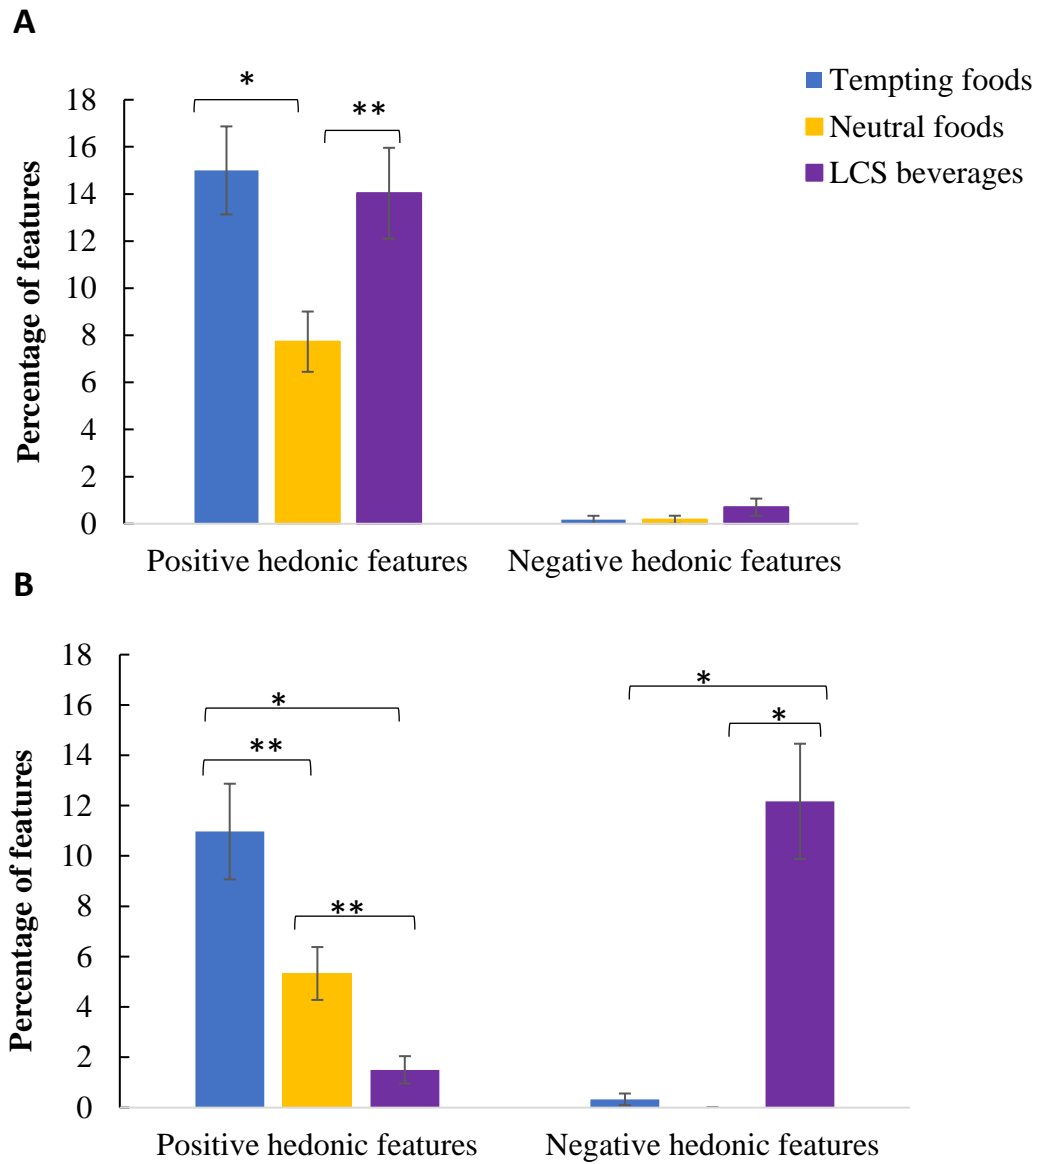 A
Tempting foods
Neutral foods
LCS beverages
*
**
18
16
14
12
10
8
6
4
2
0
Percentage of features
Positive hedonic features
Negative hedonic features
B
18
16
14
12
10
8
6
4
2
0
Percentage of features
*
**
**
*
*
Positive hedonic features
Negative hedonic features